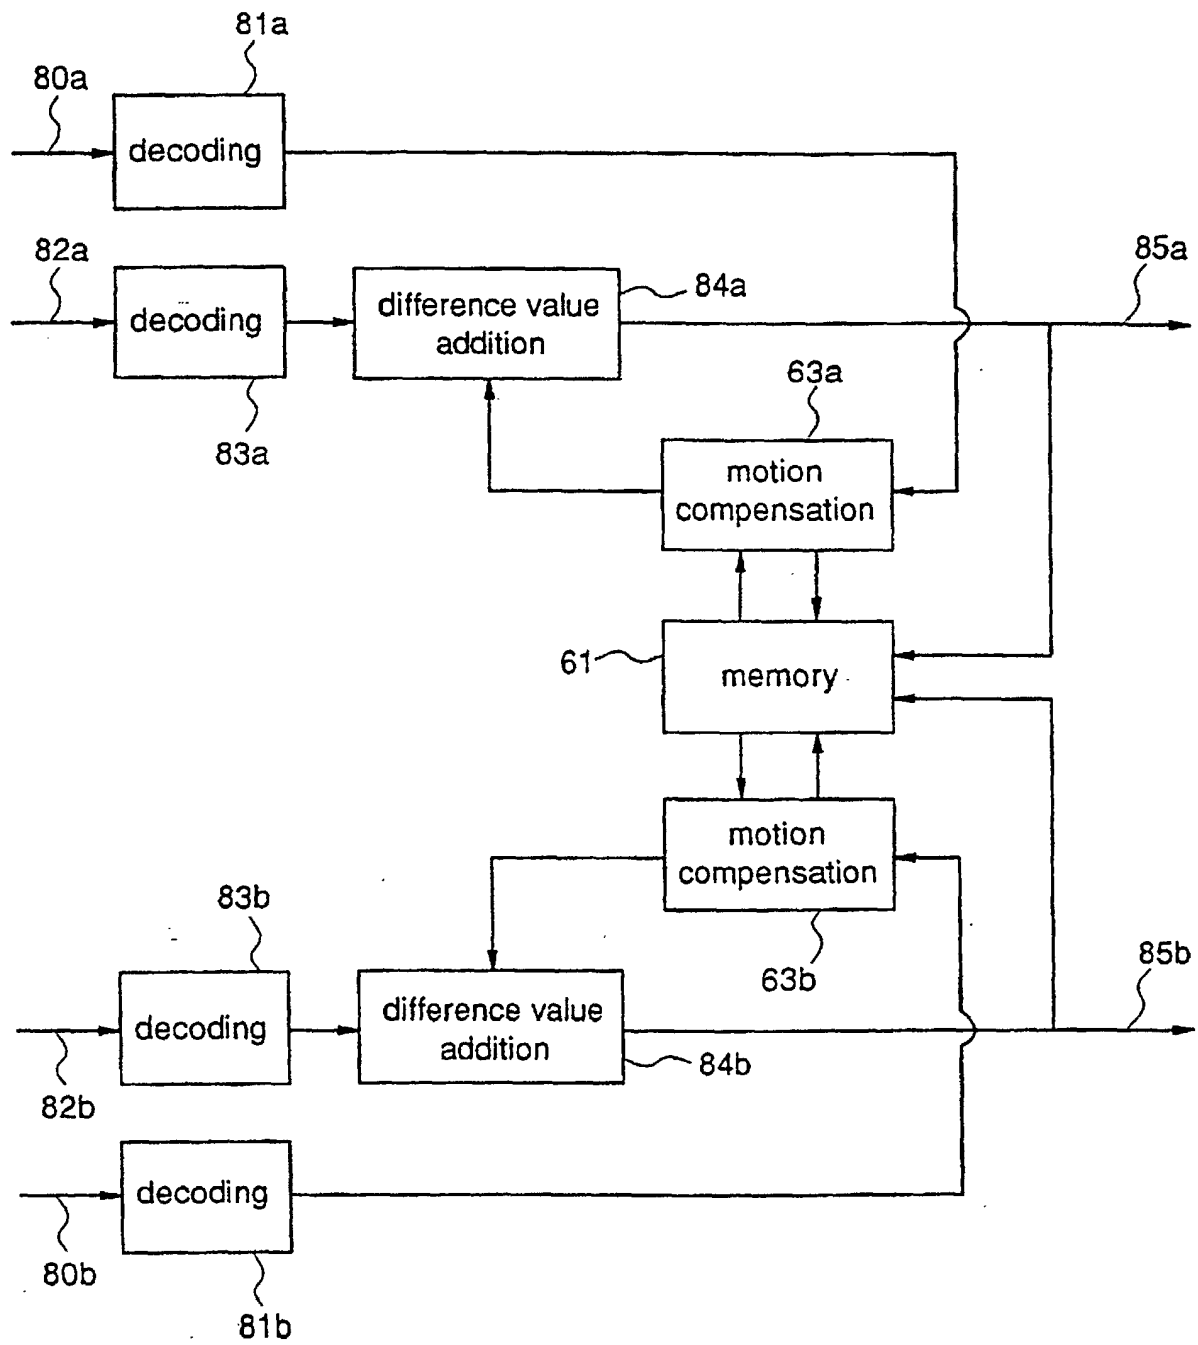 81a
80a
decoding
82a
85a
decoding
difference value
addition
84a
83a
63a
motion
compensation
61
memory
motion
compensation
83b
63b
85b
decoding
difference value
addition
84b
82b
decoding
80b
81b